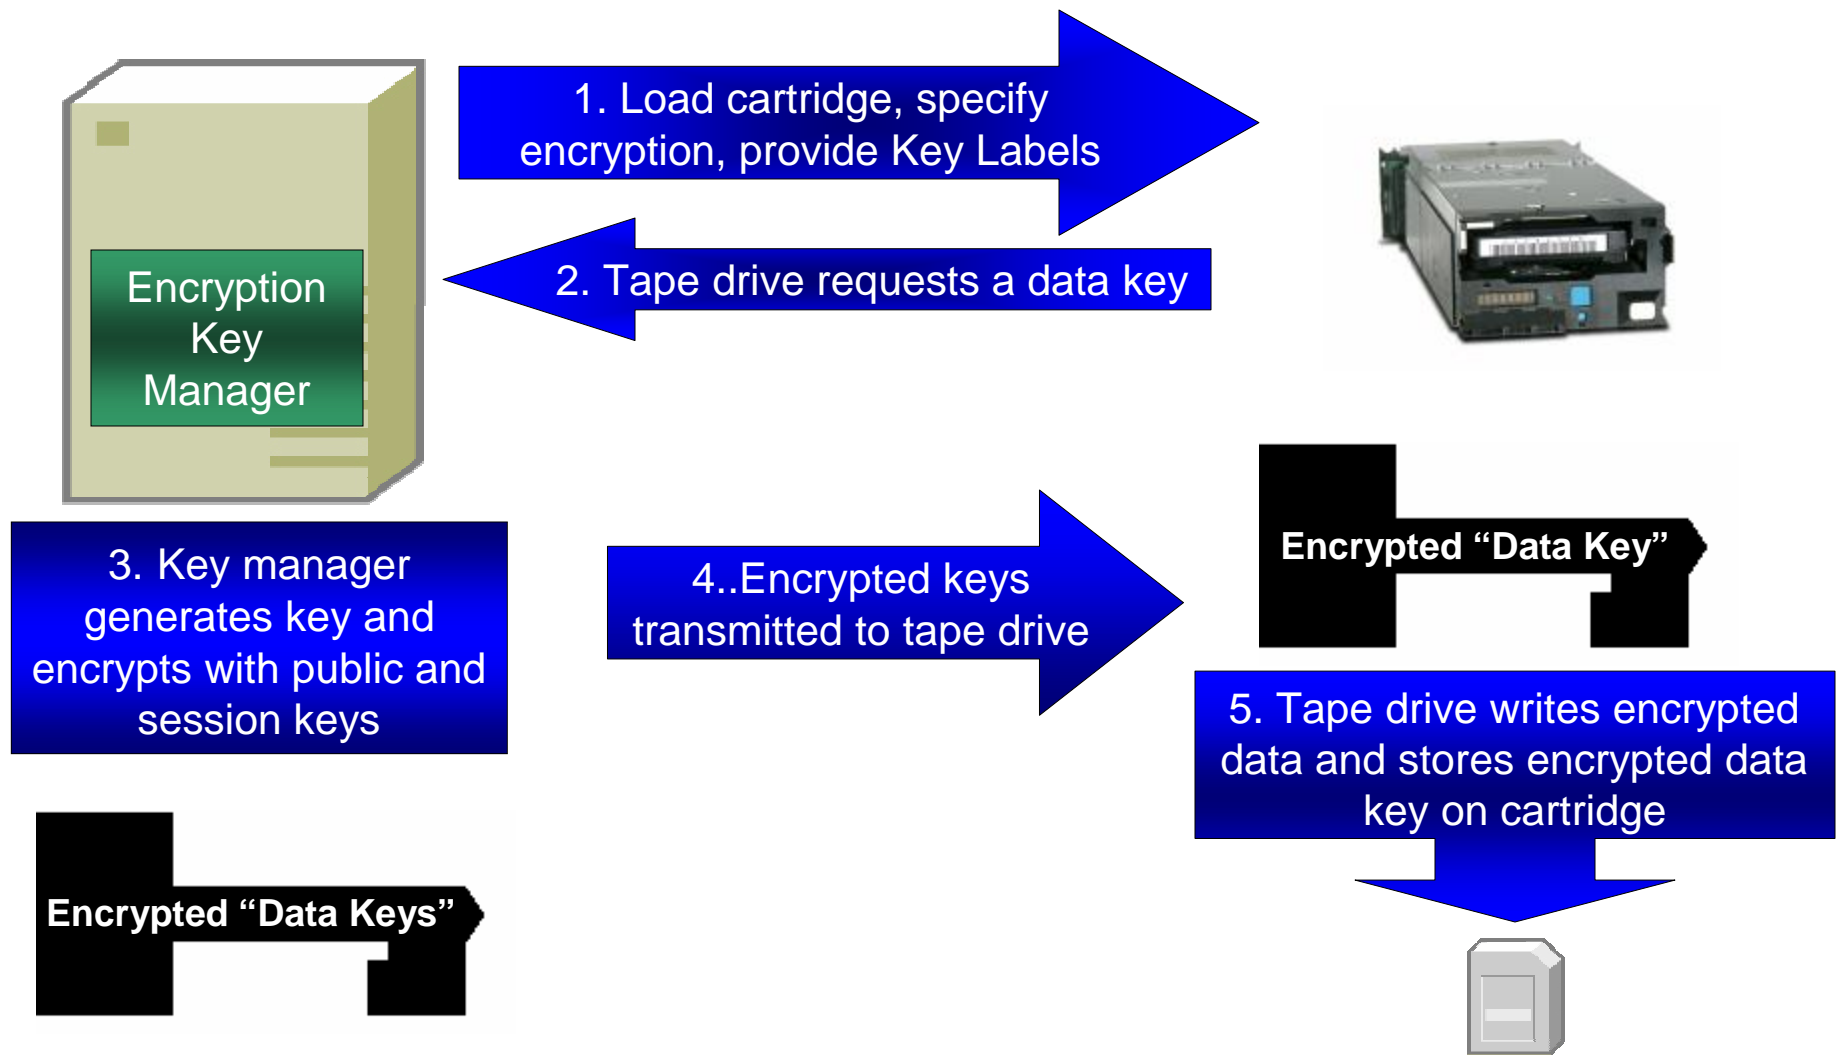 1. Load cartridge, specify
encryption, provide Key Labels
2. Tape drive requests a data key
Encryption
Key
Manager
3. Key manager
generates key and
encrypts with public and
session keys
4..Encrypted keys
transmitted to tape drive
Encrypted “Data Key”
5. Tape drive writes encrypted
data and stores encrypted data
key on cartridge
Encrypted “Data Keys”